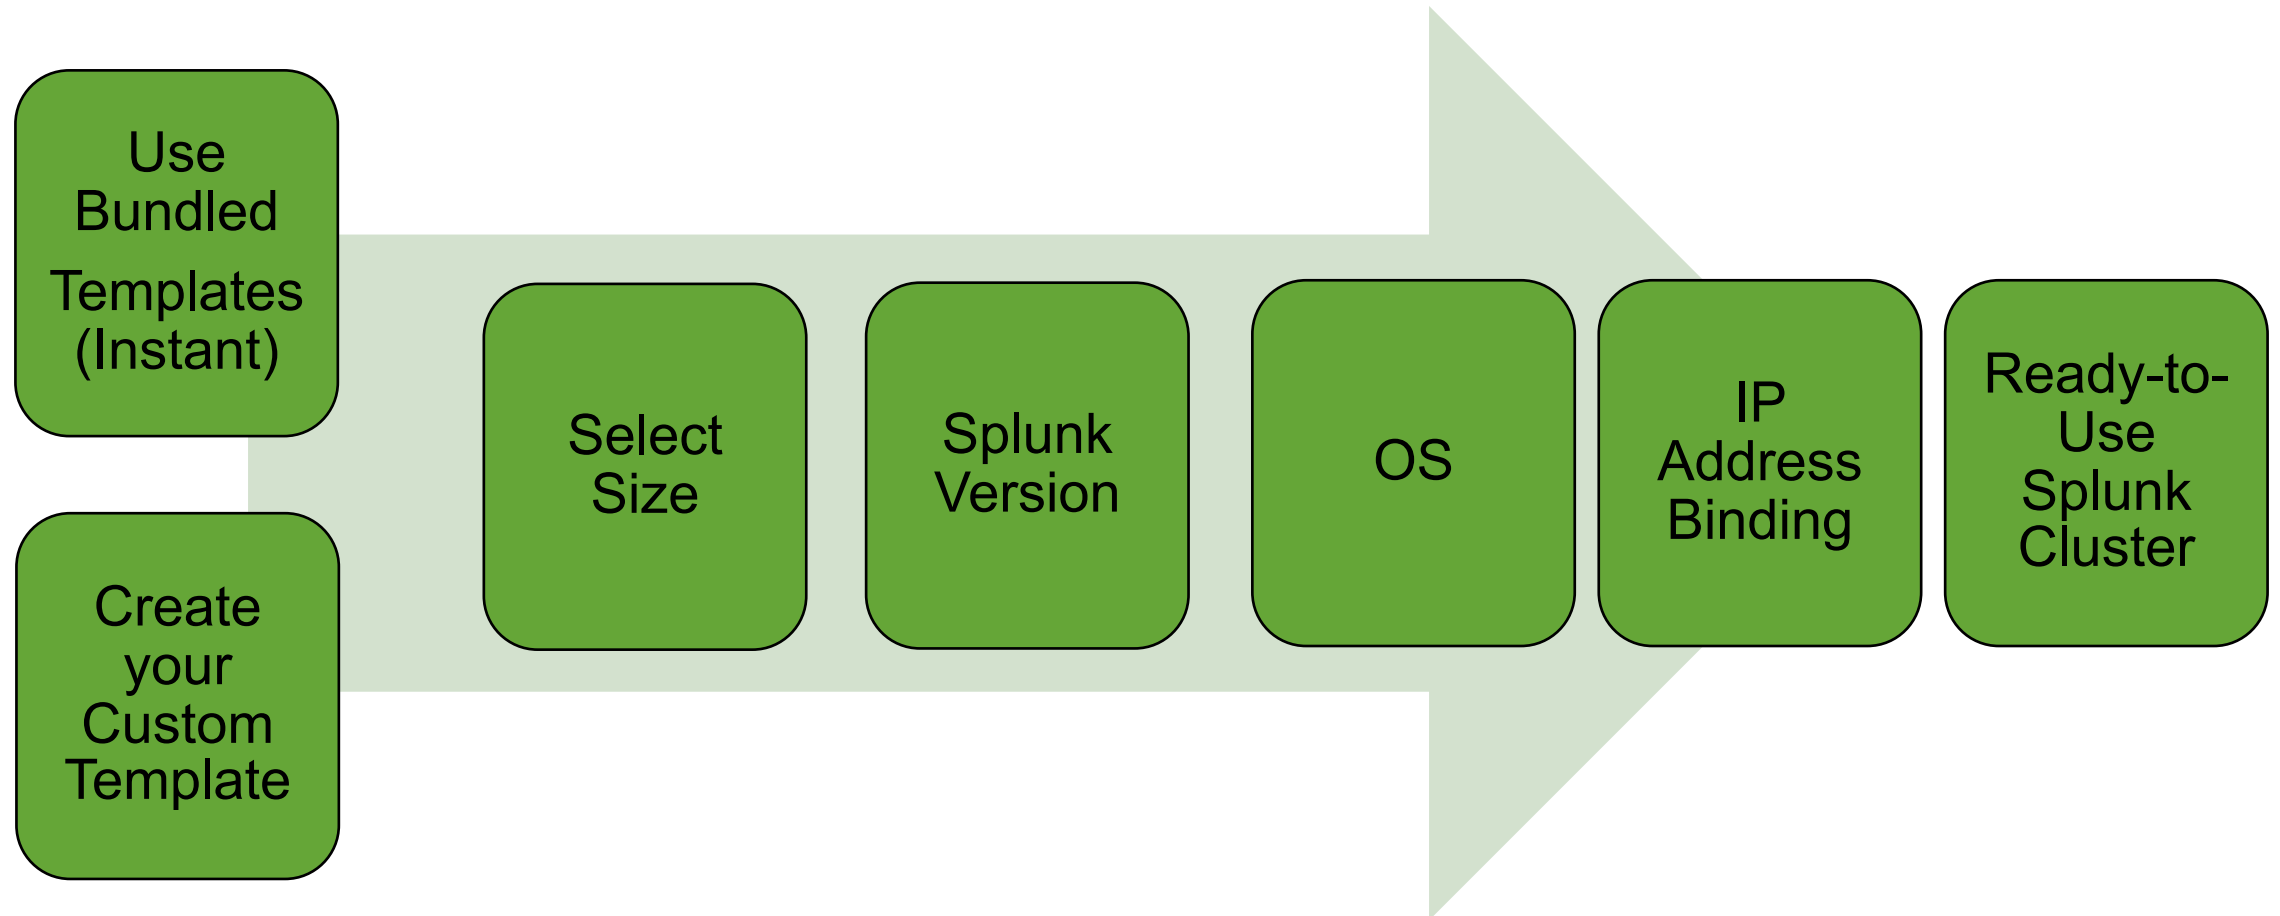 Use
Bundled
Templates
(Instant)
Create
your
Custom
Template
Select
Size
Splunk
Version
OS
IP
Address
Binding
Ready-to-
Use
Splunk
Cluster